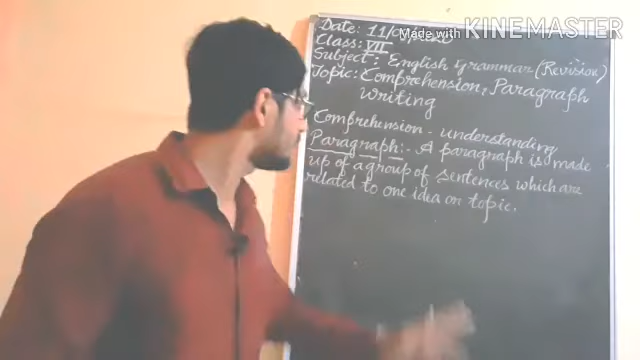 Made with KINEMASTER
Date: 11/
Class: VII
Subject: English Grammar (Revision)
Topic: Comprehension, Paragraph
Writing
Comprehension - understanding
Paragraph:- A paragraph is made
up of a group of sentences which are
related to one idea on topic.